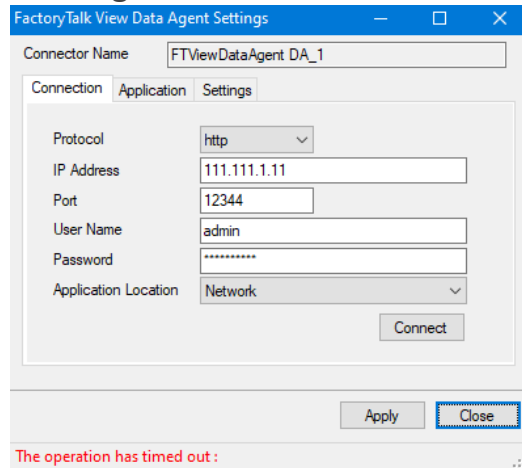 FactoryTalk View Data Agent Settings
Connector Name FTViewDataAgent DA_1
Connection Application Settings
Protocol http
IP Address 111.111.1.11
Port 12344
User Name admin
Password **********
Application Location Network
Connect
Apply Close
The operation has timed out :